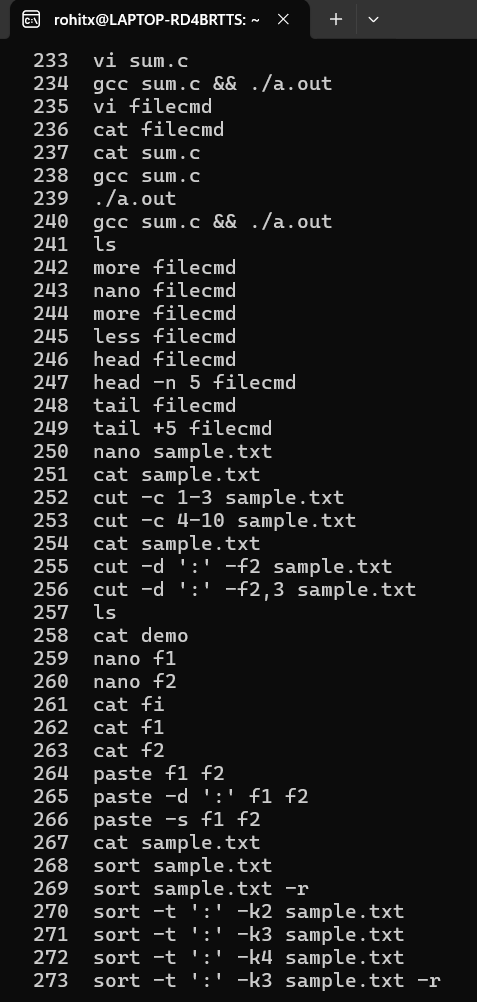 rohitx@LAPTOP-RD4BRTTS: ~
233 vi sum.c
234 gcc sum.c && ./a.out
235 vi filecmd
236 cat filecmd
237 cat sum.c
238 gcc sum.c
239 ./a.out
240 gcc sum.c && ./a.out
241 ls
242 more filecmd
243 nano filecmd
244 more filecmd
245 less filecmd
246 head filecmd
247 head -n 5 filecmd
248 tail filecmd
249 tail +5 filecmd
250 nano sample.txt
251 cat sample.txt
252 cut -c 1-3 sample.txt
253 cut -c 4-10 sample.txt
254 cat sample.txt
255 cut -d ':' -f2 sample.txt
256 cut -d ':' -f2,3 sample.txt
257 ls
258 cat demo
259 nano f1
260 nano f2
261 cat fi
262 cat f1
263 cat f2
264 paste f1 f2
265 paste -d ':' f1 f2
266 paste -s f1 f2
267 cat sample.txt
268 sort sample.txt
269 sort sample.txt -r
270 sort -t ':' -k2 sample.txt
271 sort -t ':' -k3 sample.txt
272 sort -t ':' -k4 sample.txt
273 sort -t ':' -k3 sample.txt -r